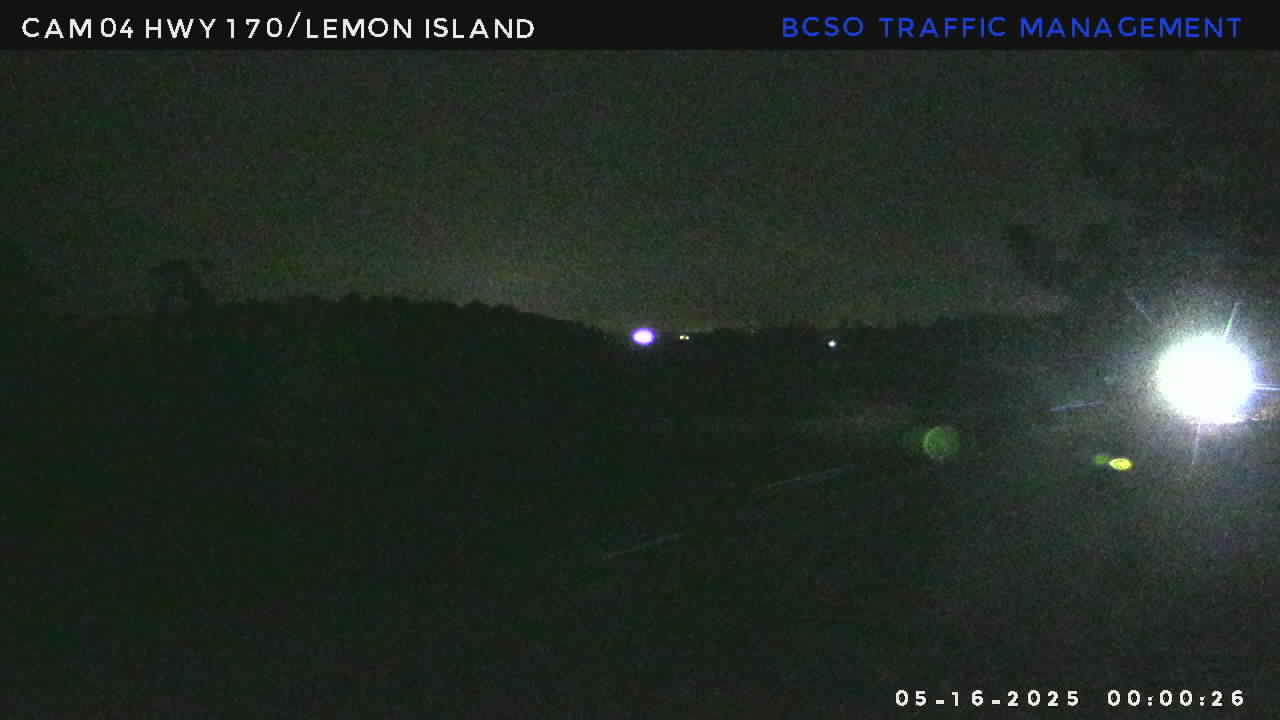 CAM04 HWY 170/LEMON ISLAND
BCSO TRAFFIC MANAGEMENT
05-16-2025 00:00:26